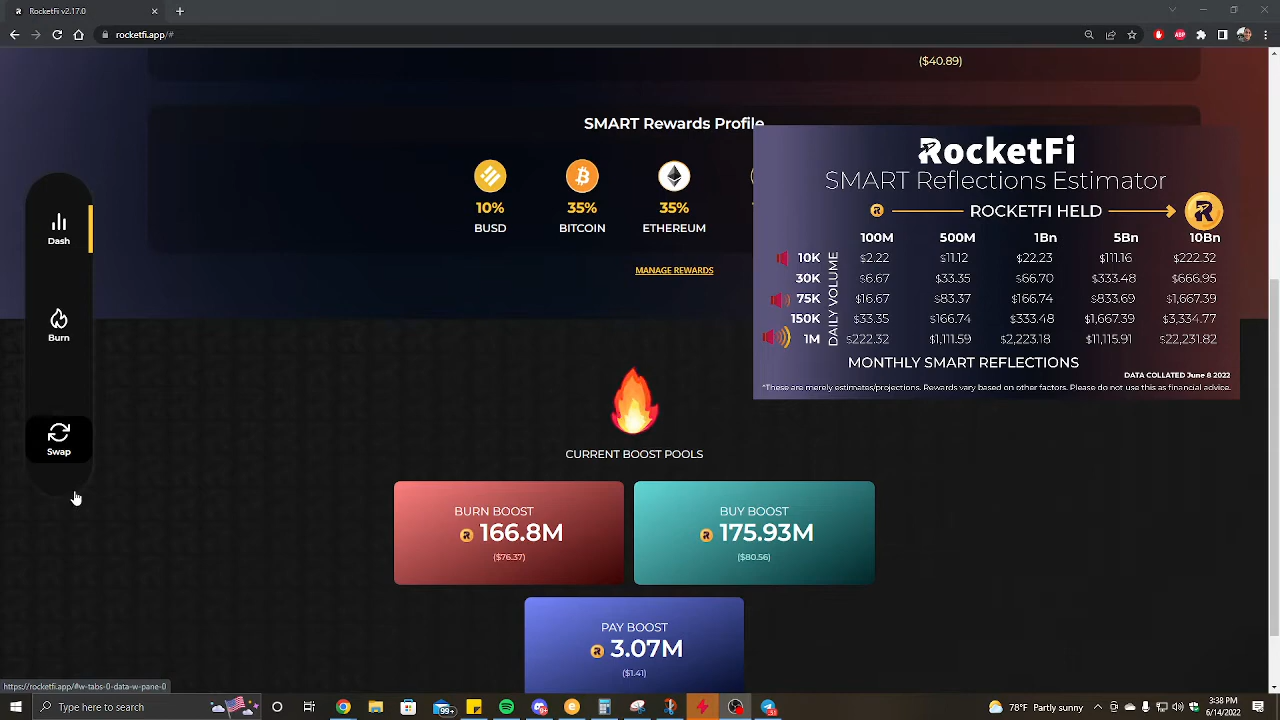 RocketFi v2.17.0
rocketfi.app/#
($40.89)
SMART Rewards Profile
10%
35%
35%
BUSD
BITCOIN
ETHEREUM
MANAGE REWARDS
RocketFi
SMART Reflections Estimator
ROCKETFI HELD
100M 500M 1Bn 5Bn 10Bn
DAILY VOLUME
10K $2.22 $11.12 $22.23 $111.16 $222.32
30K $6.67 $33.35 $66.70 $333.48 $666.95
75K $16.67 $83.37 $166.74 $833.69 $1,667.39
150K $33.35 $166.74 $333.48 $1,667.39 $3,334.77
1M $222.32 $1,111.59 $2,223.18 $11,115.91 $22,231.82
MONTHLY SMART REFLECTIONS
DATA COLLATED June 8 2022
*These are merely estimates/projections. Rewards vary based on other factors. Please do not use this as financial advice.
Dash
Burn
Swap
CURRENT BOOST POOLS
BURN BOOST
166.8M
($76.37)
BUY BOOST
175.93M
($80.56)
PAY BOOST
3.07M
($1.41)
https://rocketfi.app/#w-tabs-0-data-w-pane-0
Type here to search
99+
78°F Partly sunny
3:38 PM
6/14/2022